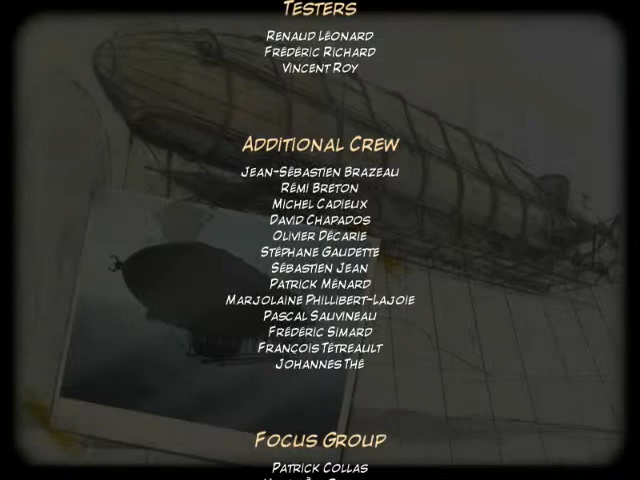 Testers
Renaud Léonard
Frédéric Richard
Vincent Roy
Additional Crew
Jean-Sébastien Brazeau
Rémi Breton
Michel Cadieux
David Chapados
Olivier Décarie
Stéphane Gaudette
Sébastien Jean
Patrick Ménard
Marjolaine Phillibert-Lajoie
Pascal Sauvineau
Frédéric Simard
François Tétreault
Johannes Thé
Focus Group
Patrick Collas